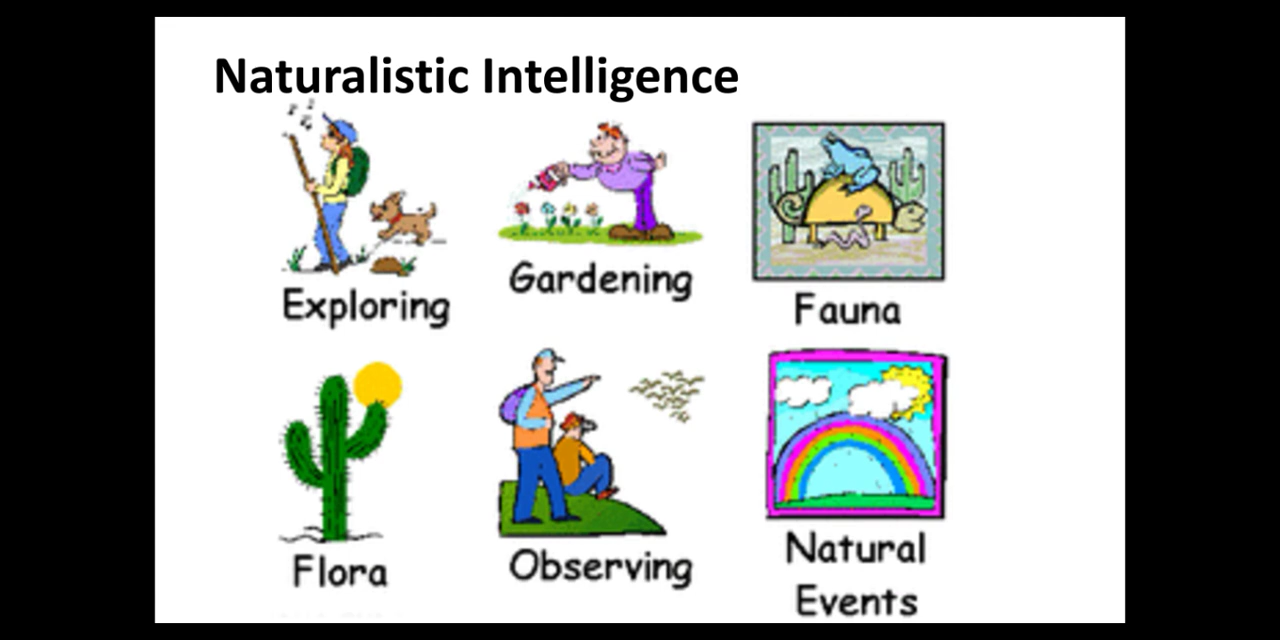 Naturalistic Intelligence
Exploring
Gardening
Fauna
Flora
Observing
Natural
Events